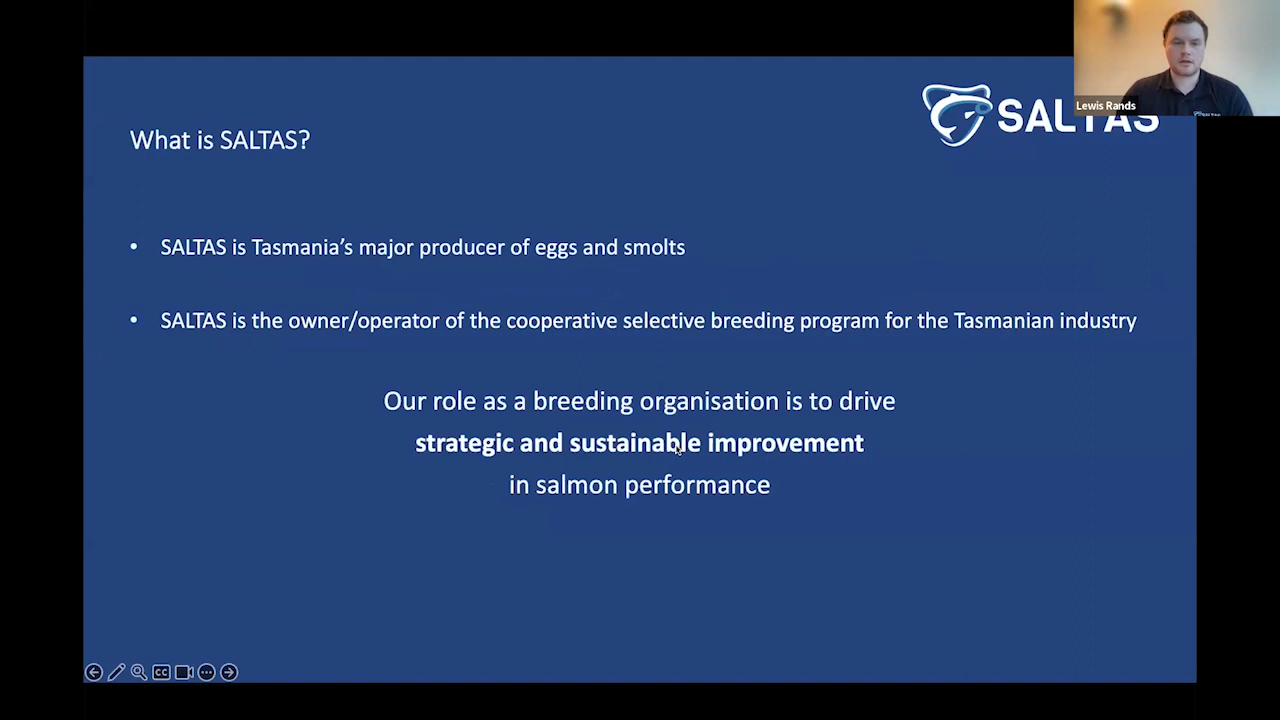 What is SALTAS?
SALTAS
Lewis Rands
• SALTAS is Tasmania’s major producer of eggs and smolts
• SALTAS is the owner/operator of the cooperative selective breeding program for the Tasmanian industry
Our role as a breeding organisation is to drive
strategic and sustainable improvement
in salmon performance
CC